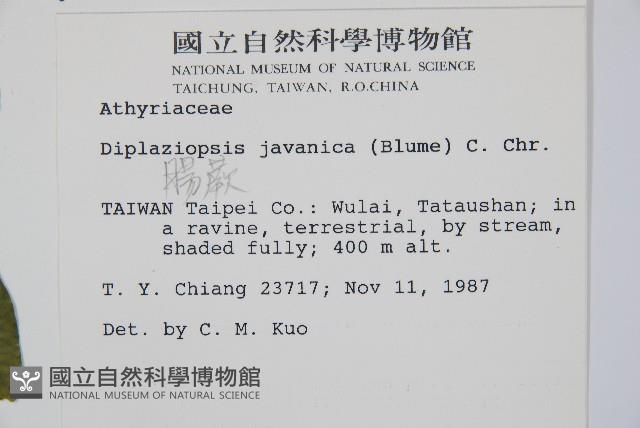 國立自然科學博物館
NATIONAL MUSEUM OF NATURAL SCIENCE
TAICHUNG, TAIWAN, R.O.CHINA
Athyriaceae
Diplaziopsis javanica (Blume) C. Chr.
腸蕨
TAIWAN Taipei Co.: Wulai, Tataushan; in
a ravine, terrestrial, by stream,
shaded fully; 400 m alt.
T. Y. Chiang 23717; Nov 11, 1987
Det. by C. M. Kuo
國立自然科學博物館
NATIONAL MUSEUM OF NATURAL SCIENCE